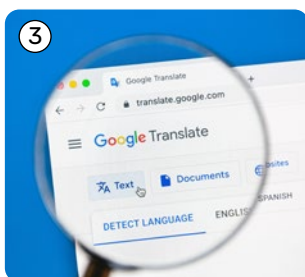 3
Google Translate
+
translate.google.com
Google Translate
Text
Documents
DETECT LANGUAGE
SPANISH